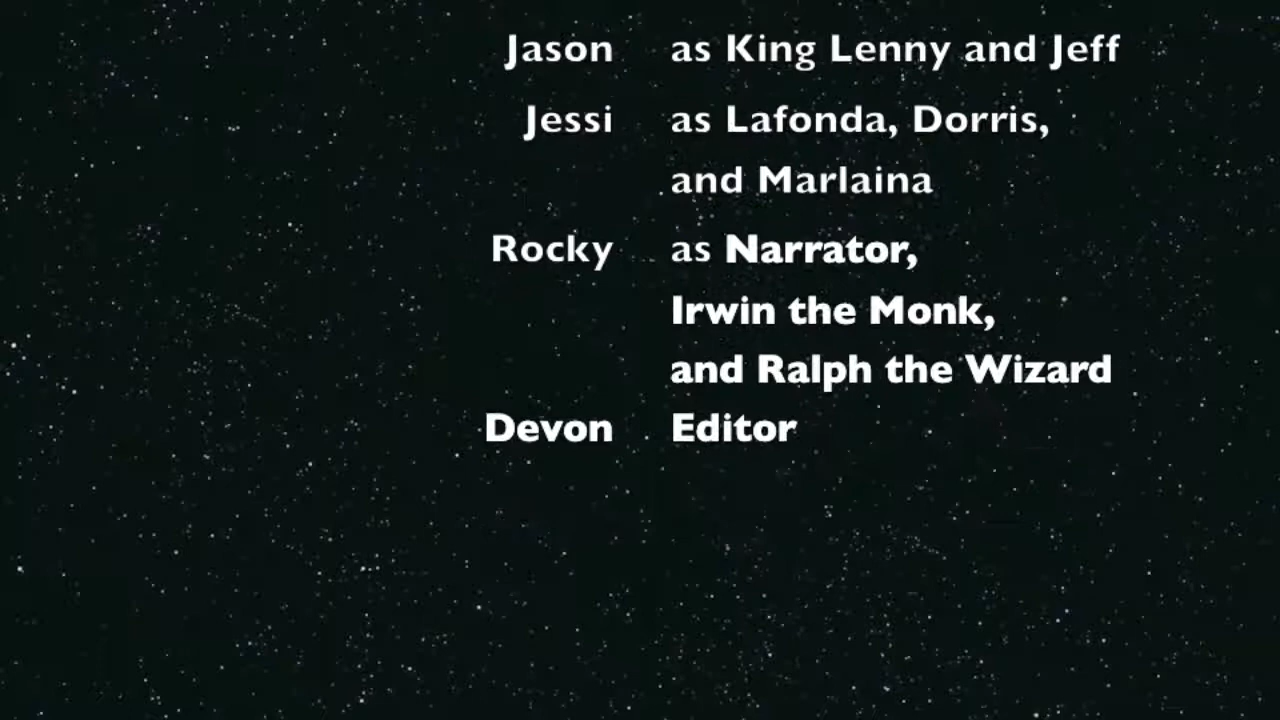 Jason as King Lenny and Jeff
Jessi as Lafonda, Dorris,
and Marlaina
Rocky as Narrator,
Irwin the Monk,
and Ralph the Wizard
Devon Editor